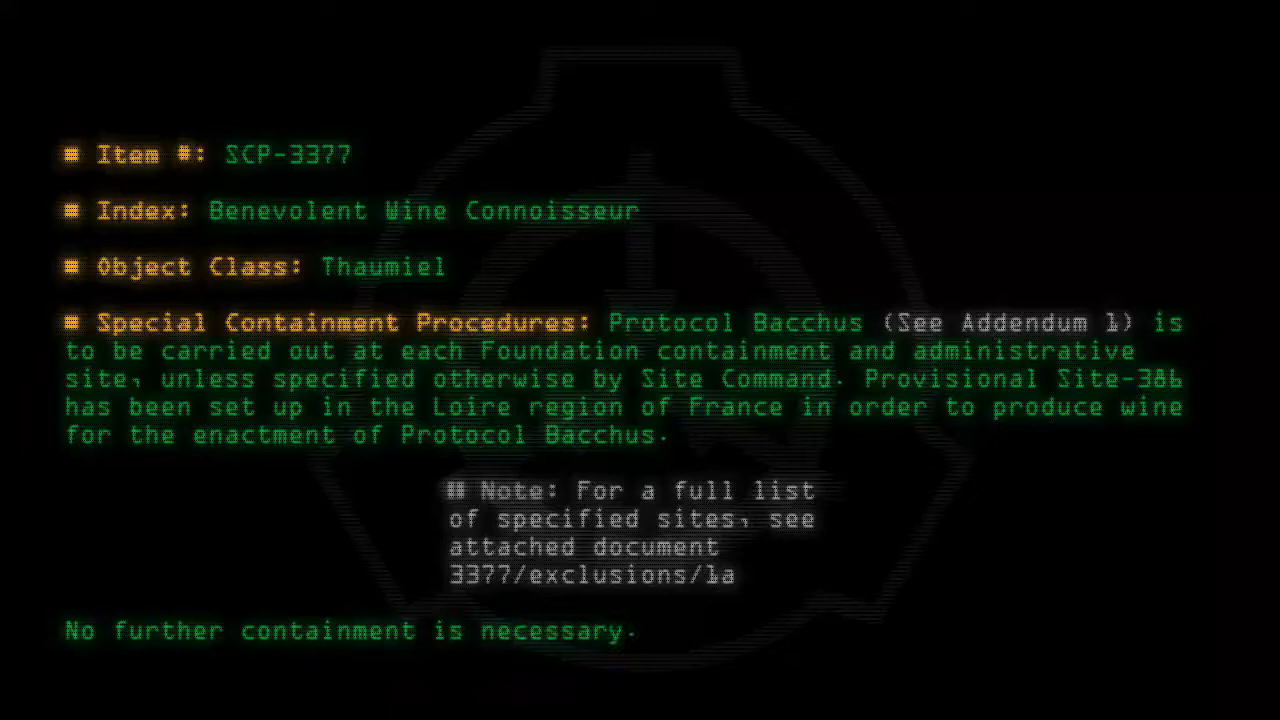 # Item #: SCP-3377
# Index: Benevolent Wine Connoisseur
# Object Class: Thaumiel
# Special Containment Procedures: Protocol Bacchus (See Addendum 1) is
to be carried out at each Foundation containment and administrative
site, unless specified otherwise by Site Command. Provisional Site-386
has been set up in the Loire region of France in order to produce wine
for the enactment of Protocol Bacchus.
# Note: For a full list
of specified sites, see
attached document
3377/exclusions/1a
No further containment is necessary.